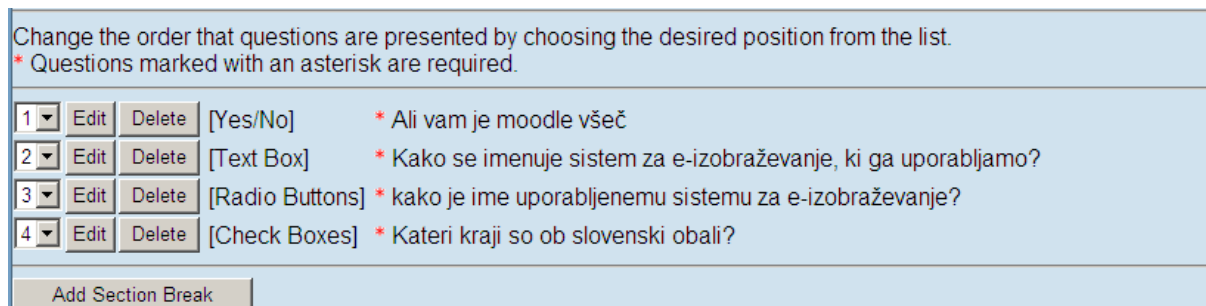 Change the order that questions are presented by choosing the desired position from the list.
* Questions marked with an asterisk are required.
1 Edit Delete [Yes/No] * Ali vam je moodle všeč
2 Edit Delete [Text Box] * Kako se imenuje sistem za e-izobraževanje, ki ga uporabljamo?
3 Edit Delete [Radio Buttons] * kako je ime uporabljenemu sistemu za e-izobraževanje?
4 Edit Delete [Check Boxes] * Kateri kraji so ob slovenski obali?
Add Section Break